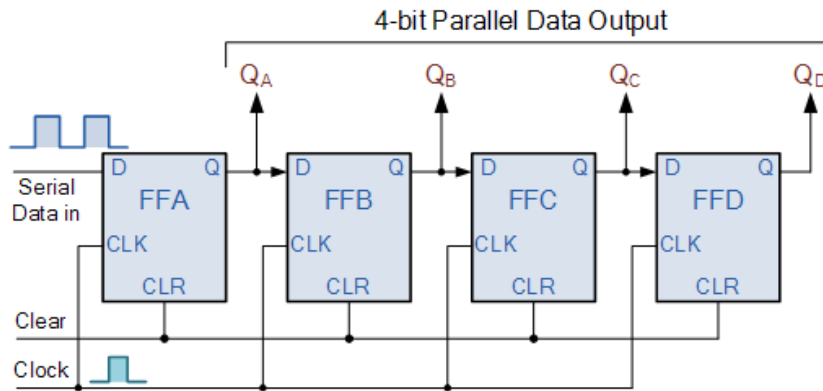 4-bit Parallel Data Output
QA QB QC QD
D Q D Q D Q D Q
Serial
Data in
FFA FFB FFC FFD
CLK CLK CLK CLK
CLR CLR CLR CLR
Clear
Clock